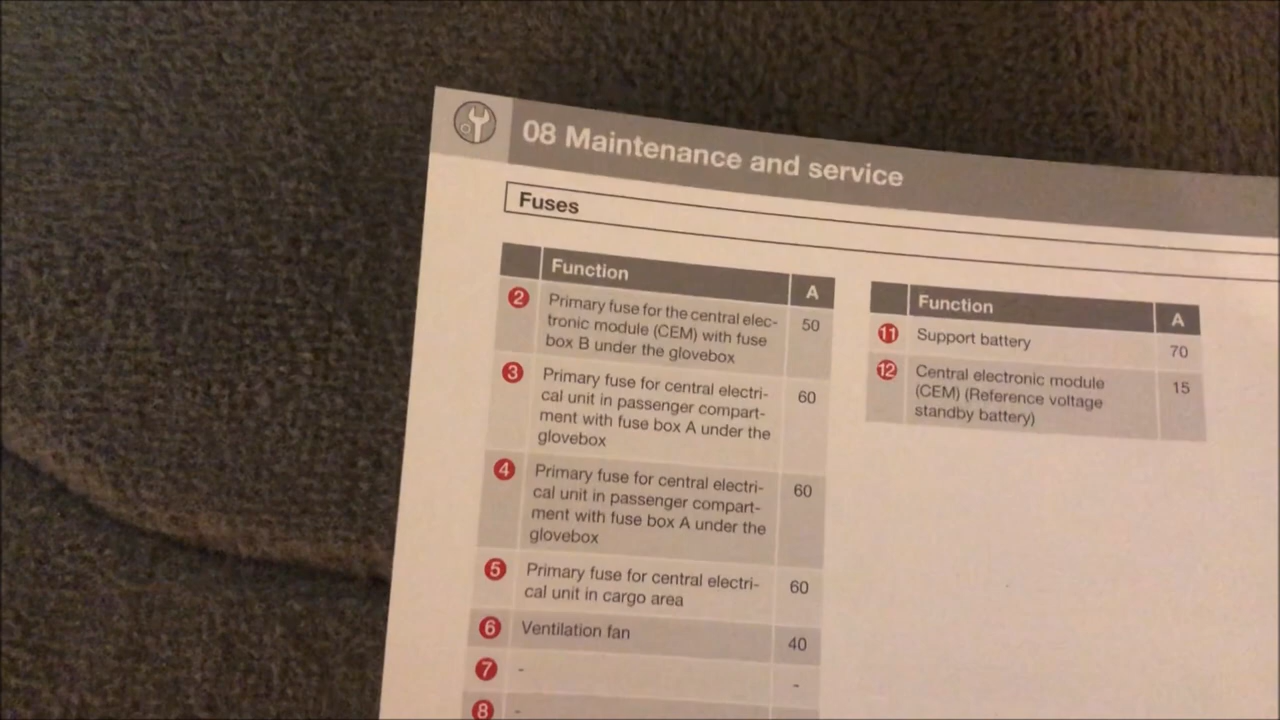 08 Maintenance and service
Fuses
Function A
2 Primary fuse for the central elec- 50
tronic module (CEM) with fuse
box B under the glovebox
3 Primary fuse for central electri- 60
cal unit in passenger compart-
ment with fuse box A under the
glovebox
4 Primary fuse for central electri- 60
cal unit in passenger compart-
ment with fuse box A under the
glovebox
5 Primary fuse for central electri- 60
cal unit in cargo area
6 Ventilation fan 40
7 - -
8 -
Function A
11 Support battery 70
12 Central electronic module 15
(CEM) (Reference voltage
standby battery)